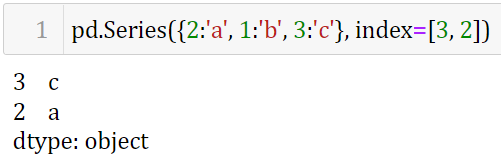 1 pd.Series({2:'a', 1:'b', 3:'c'}, index=[3, 2])
3 c
2 a
dtype: object